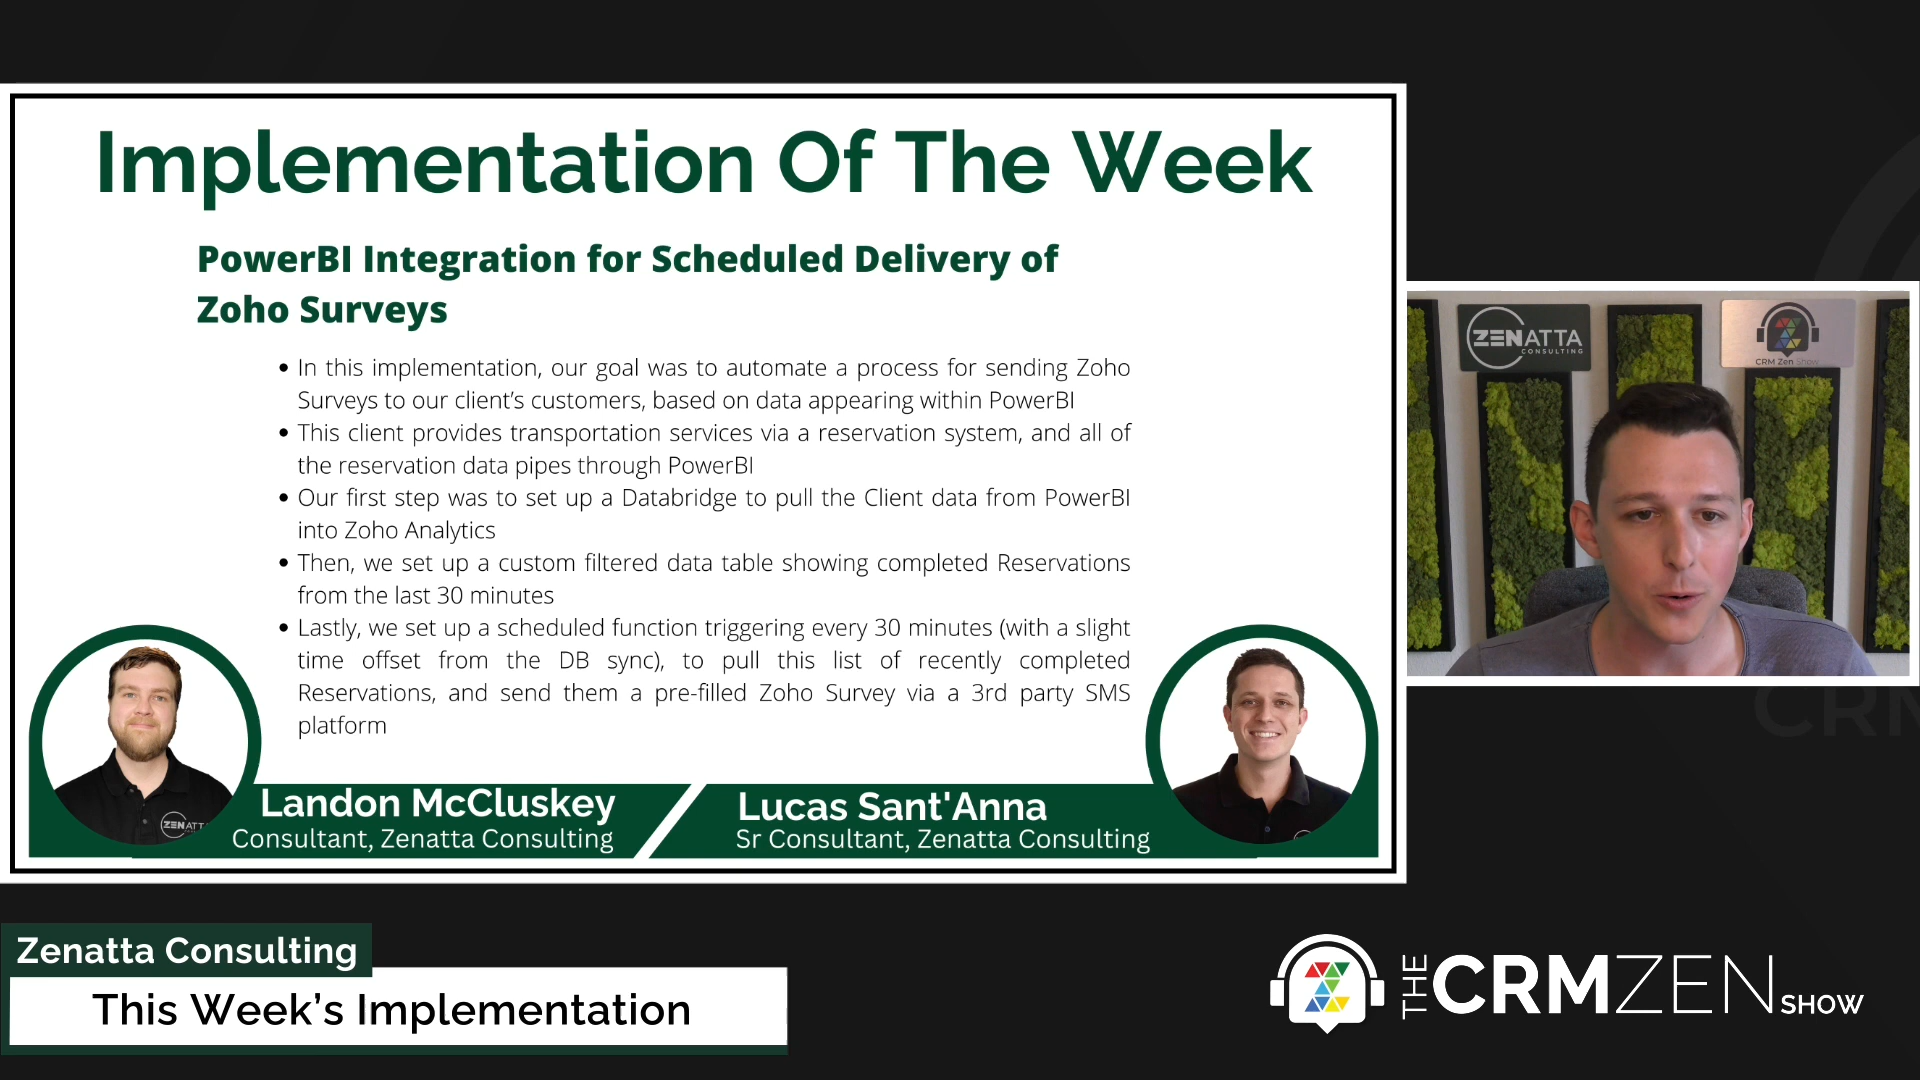 Implementation Of The Week
PowerBI Integration for Scheduled Delivery of
Zoho Surveys
• In this implementation, our goal was to automate a process for sending Zoho
Surveys to our client's customers, based on data appearing within PowerBI
• This client provides transportation services via a reservation system, and all of
the reservation data pipes through PowerBI
• Our first step was to set up a Databridge to pull the Client data from PowerBI
into Zoho Analytics
• Then, we set up a custom filtered data table showing completed Reservations
from the last 30 minutes
• Lastly, we set up a scheduled function triggering every 30 minutes (with a slight
time offset from the DB sync), to pull this list of recently completed
Reservations, and send them a pre-filled Zoho Survey via a 3rd party SMS
platform
Landon McCluskey
Consultant, Zenatta Consulting
Lucas Sant'Anna
Sr Consultant, Zenatta Consulting
ZENATTA
CONSULTING
CRM Zen Show
ZENATTA
CRM
Zenatta Consulting
This Week's Implementation
THE CRMZEN SHOW